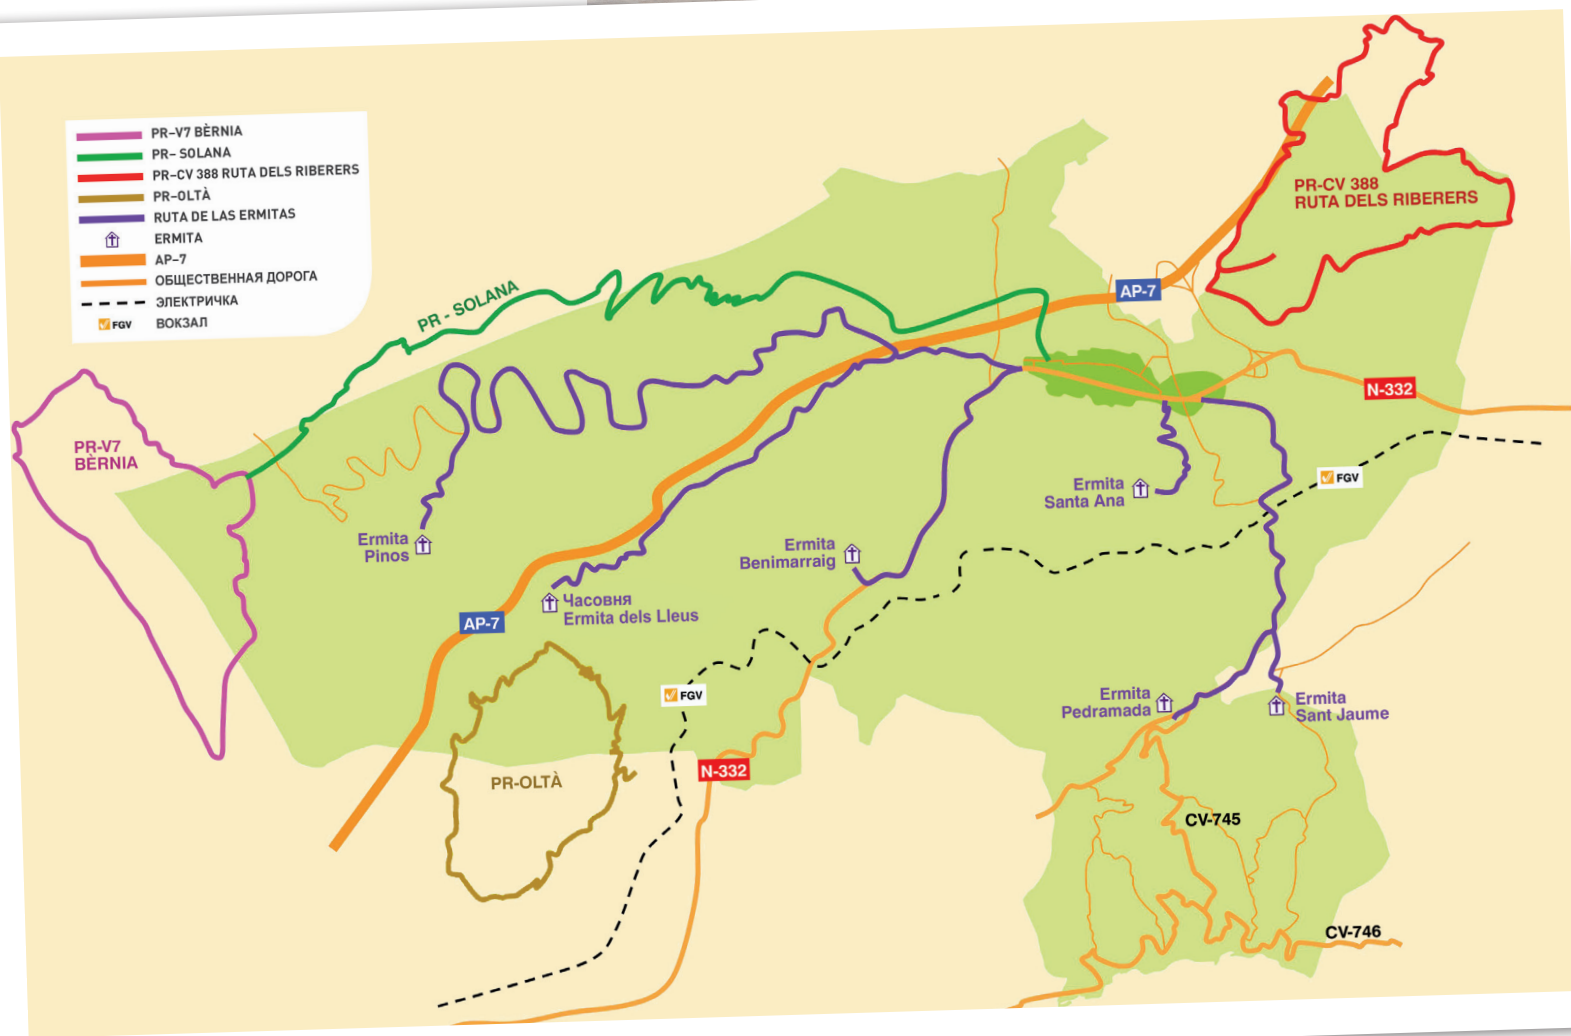 PR-V7 BÈRNIA
PR- SOLANA
PR-CV 388 RUTA DELS RIBERERS
PR-OLTÀ
RUTA DE LAS ERMITAS
ERMITA
AP-7
ОБЩЕСТВЕННАЯ ДОРОГА
ЭЛЕКТРИЧКА
FGV ВОКЗАЛ
PR-CV 388
RUTA DELS RIBERERS
PR - SOLANA
AP-7
N-332
PR-V7
BÈRNIA
FGV
Ermita
Santa Ana
Ermita
Pinos
Ermita
Benimarraig
Часовня
Ermita dels Lleus
AP-7
FGV
Ermita
Pedramada
Ermita
Sant Jaume
N-332
PR-OLTÀ
CV-745
CV-746